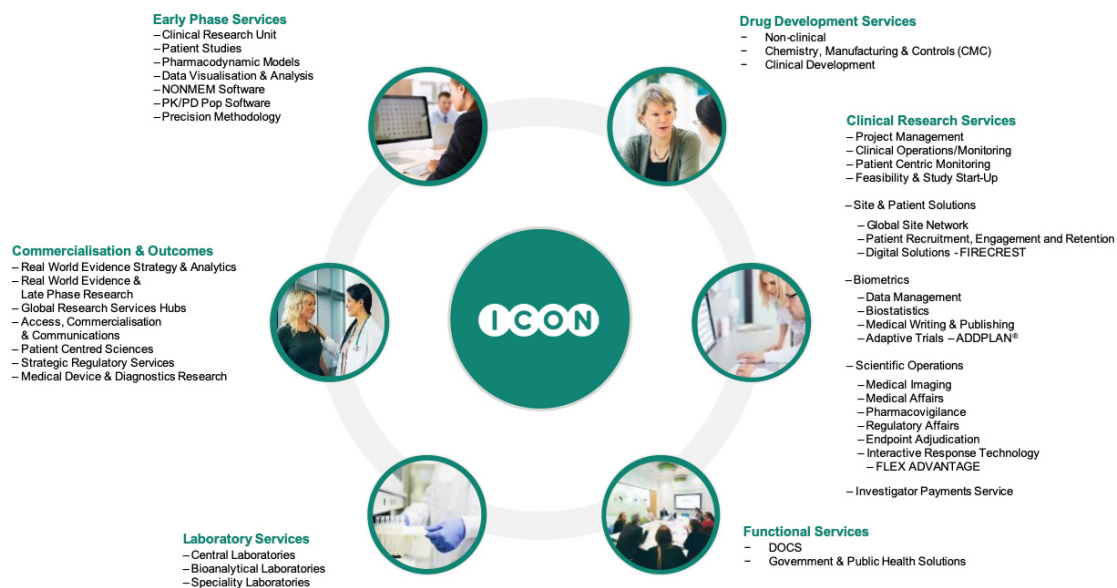 Early Phase Services
–Clinical Research Unit
–Patient Studies
–Pharmacodynamic Models
–Data Visualisation & Analysis
–NONMEM Software
–PK/PD Pop Software
–Precision Methodology
Drug Development Services
– Non-clinical
– Chemistry, Manufacturing & Controls (CMC)
– Clinical Development
Clinical Research Services
–Project Management
–Clinical Operations/Monitoring
–Patient Centric Monitoring
–Feasibility & Study Start-Up
–Site & Patient Solutions
–Global Site Network
–Patient Recruitment, Engagement and Retention
–Digital Solutions -FIRECREST
–Biometrics
–Data Management
–Biostatistics
–Medical Writing & Publishing
–Adaptive Trials –ADDPLAN®
–Scientific Operations
–Medical Imaging
–Medical Affairs
–Pharmacovigilance
–Regulatory Affairs
–Endpoint Adjudication
–Interactive Response Technology
–FLEX ADVANTAGE
–Investigator Payments Service
Commercialisation & Outcomes
–Real World Evidence Strategy & Analytics
–Real World Evidence &
Late Phase Research
–Global Research Services Hubs
–Access, Commercialisation
& Communications
–Patient Centred Sciences
–Strategic Regulatory Services
–Medical Device & Diagnostics Research
ICON
Laboratory Services
–Central Laboratories
–Bioanalytical Laboratories
–Speciality Laboratories
Functional Services
– DOCS
– Government & Public Health Solutions